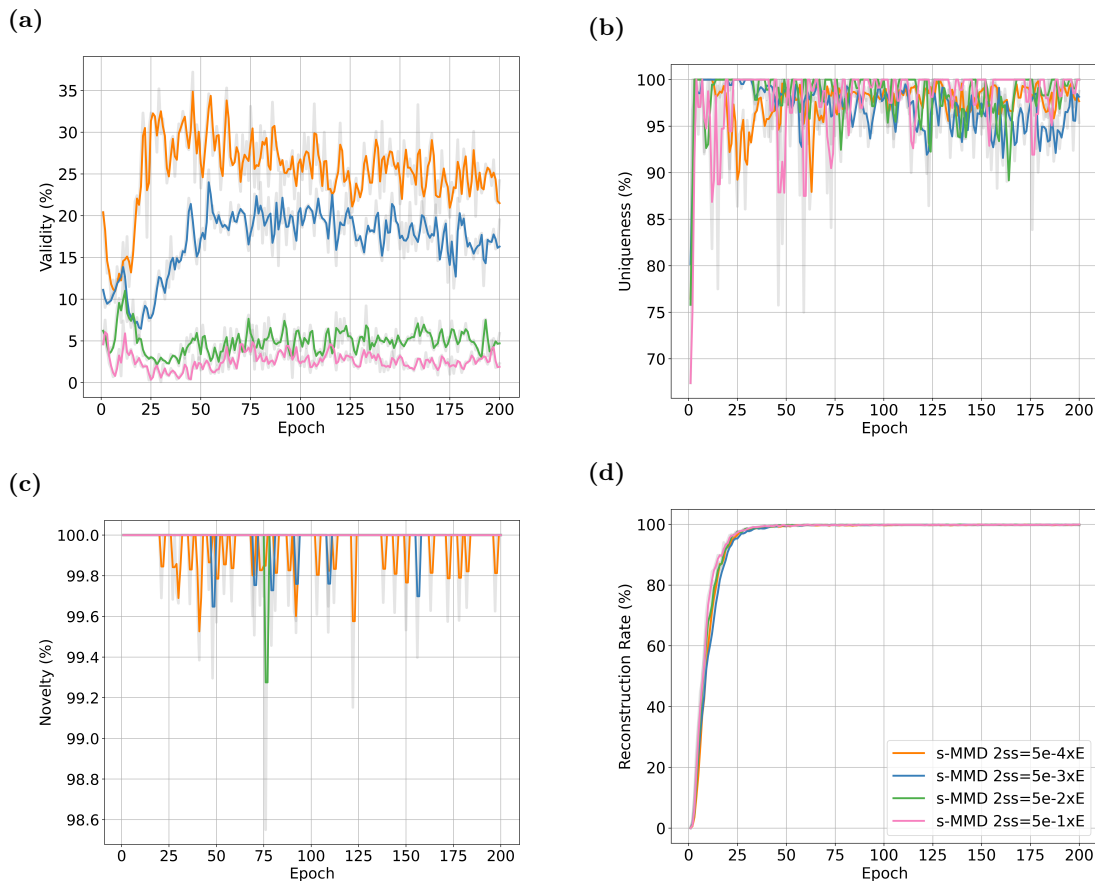 (a)
Validity (%)
35
30
25
20
15
10
5
0
0 25 50 75 100 125 150 175 200
Epoch
(b)
Uniqueness (%)
100
95
90
85
80
75
70
0 25 50 75 100 125 150 175 200
Epoch
(c)
Novelty (%)
100.0
99.8
99.6
99.4
99.2
99.0
98.8
98.6
0 25 50 75 100 125 150 175 200
Epoch
(d)
Reconstruction Rate (%)
100
80
60
40
20
0
0 25 50 75 100 125 150 175 200
Epoch
s-MMD 2ss=5e-4xE
s-MMD 2ss=5e-3xE
s-MMD 2ss=5e-2xE
s-MMD 2ss=5e-1xE